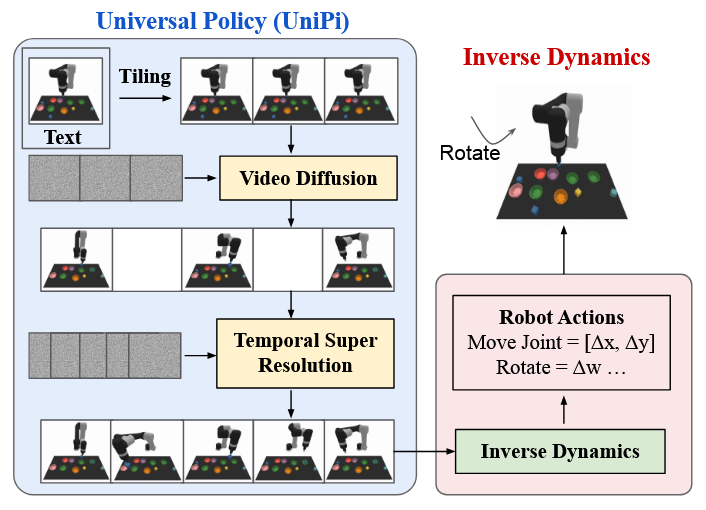 Universal Policy (UniPi)
Text
Tiling
Video Diffusion
Temporal Super
Resolution
Inverse Dynamics
Rotate
Robot Actions
Move Joint = [Δx, Δy]
Rotate = Δw …
Inverse Dynamics